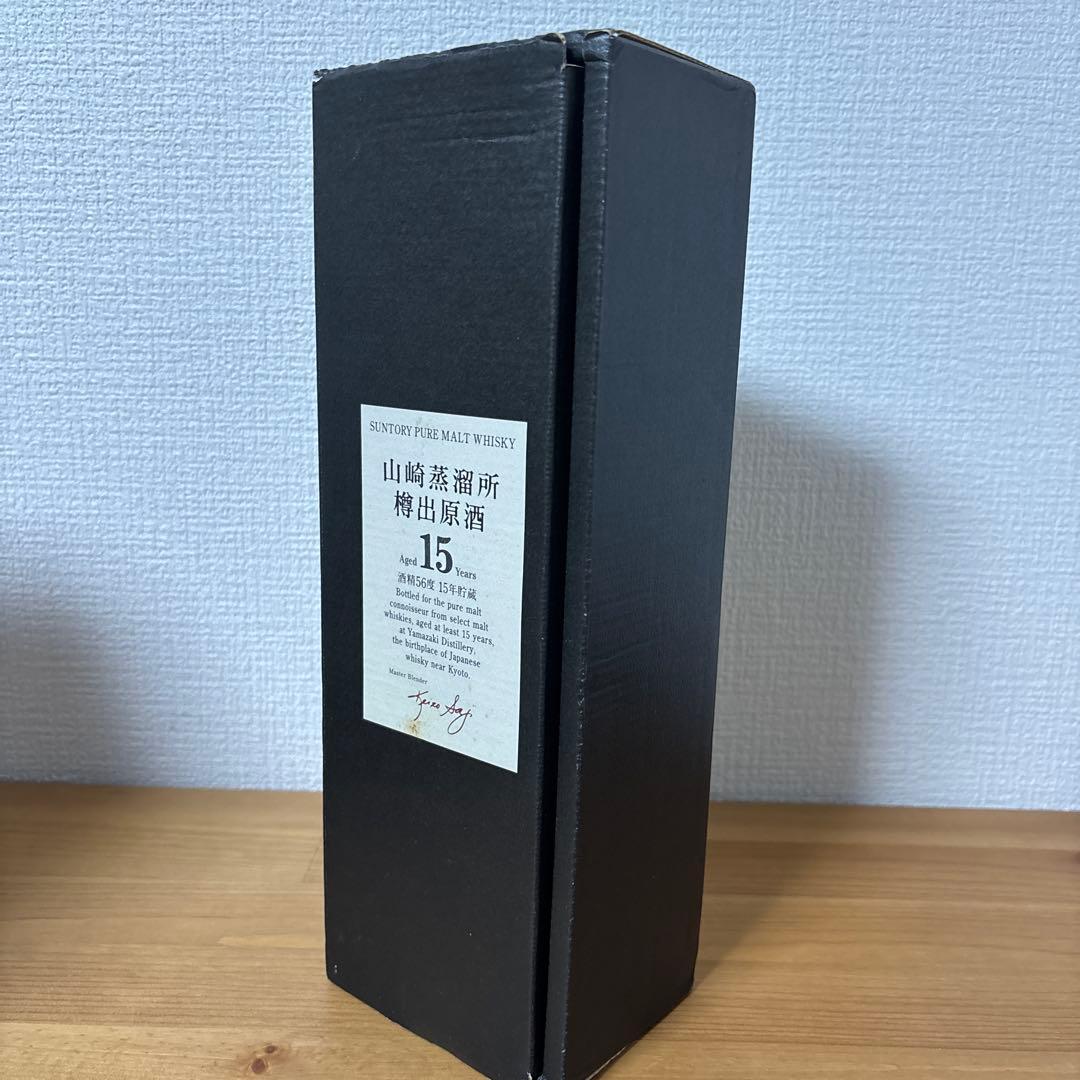 SUNTORY PURE MALT WHISKY
山崎蒸溜所
樽出原酒
Aged 15 Years
酒精56度 15年貯蔵
Bottled for the pure malt
connoisseur from select malt
whiskies, aged at least 15 years,
at Yamazaki Distillery,
the birthplace of Japanese
whisky near Kyoto.
Master Blender
Keizo Saji